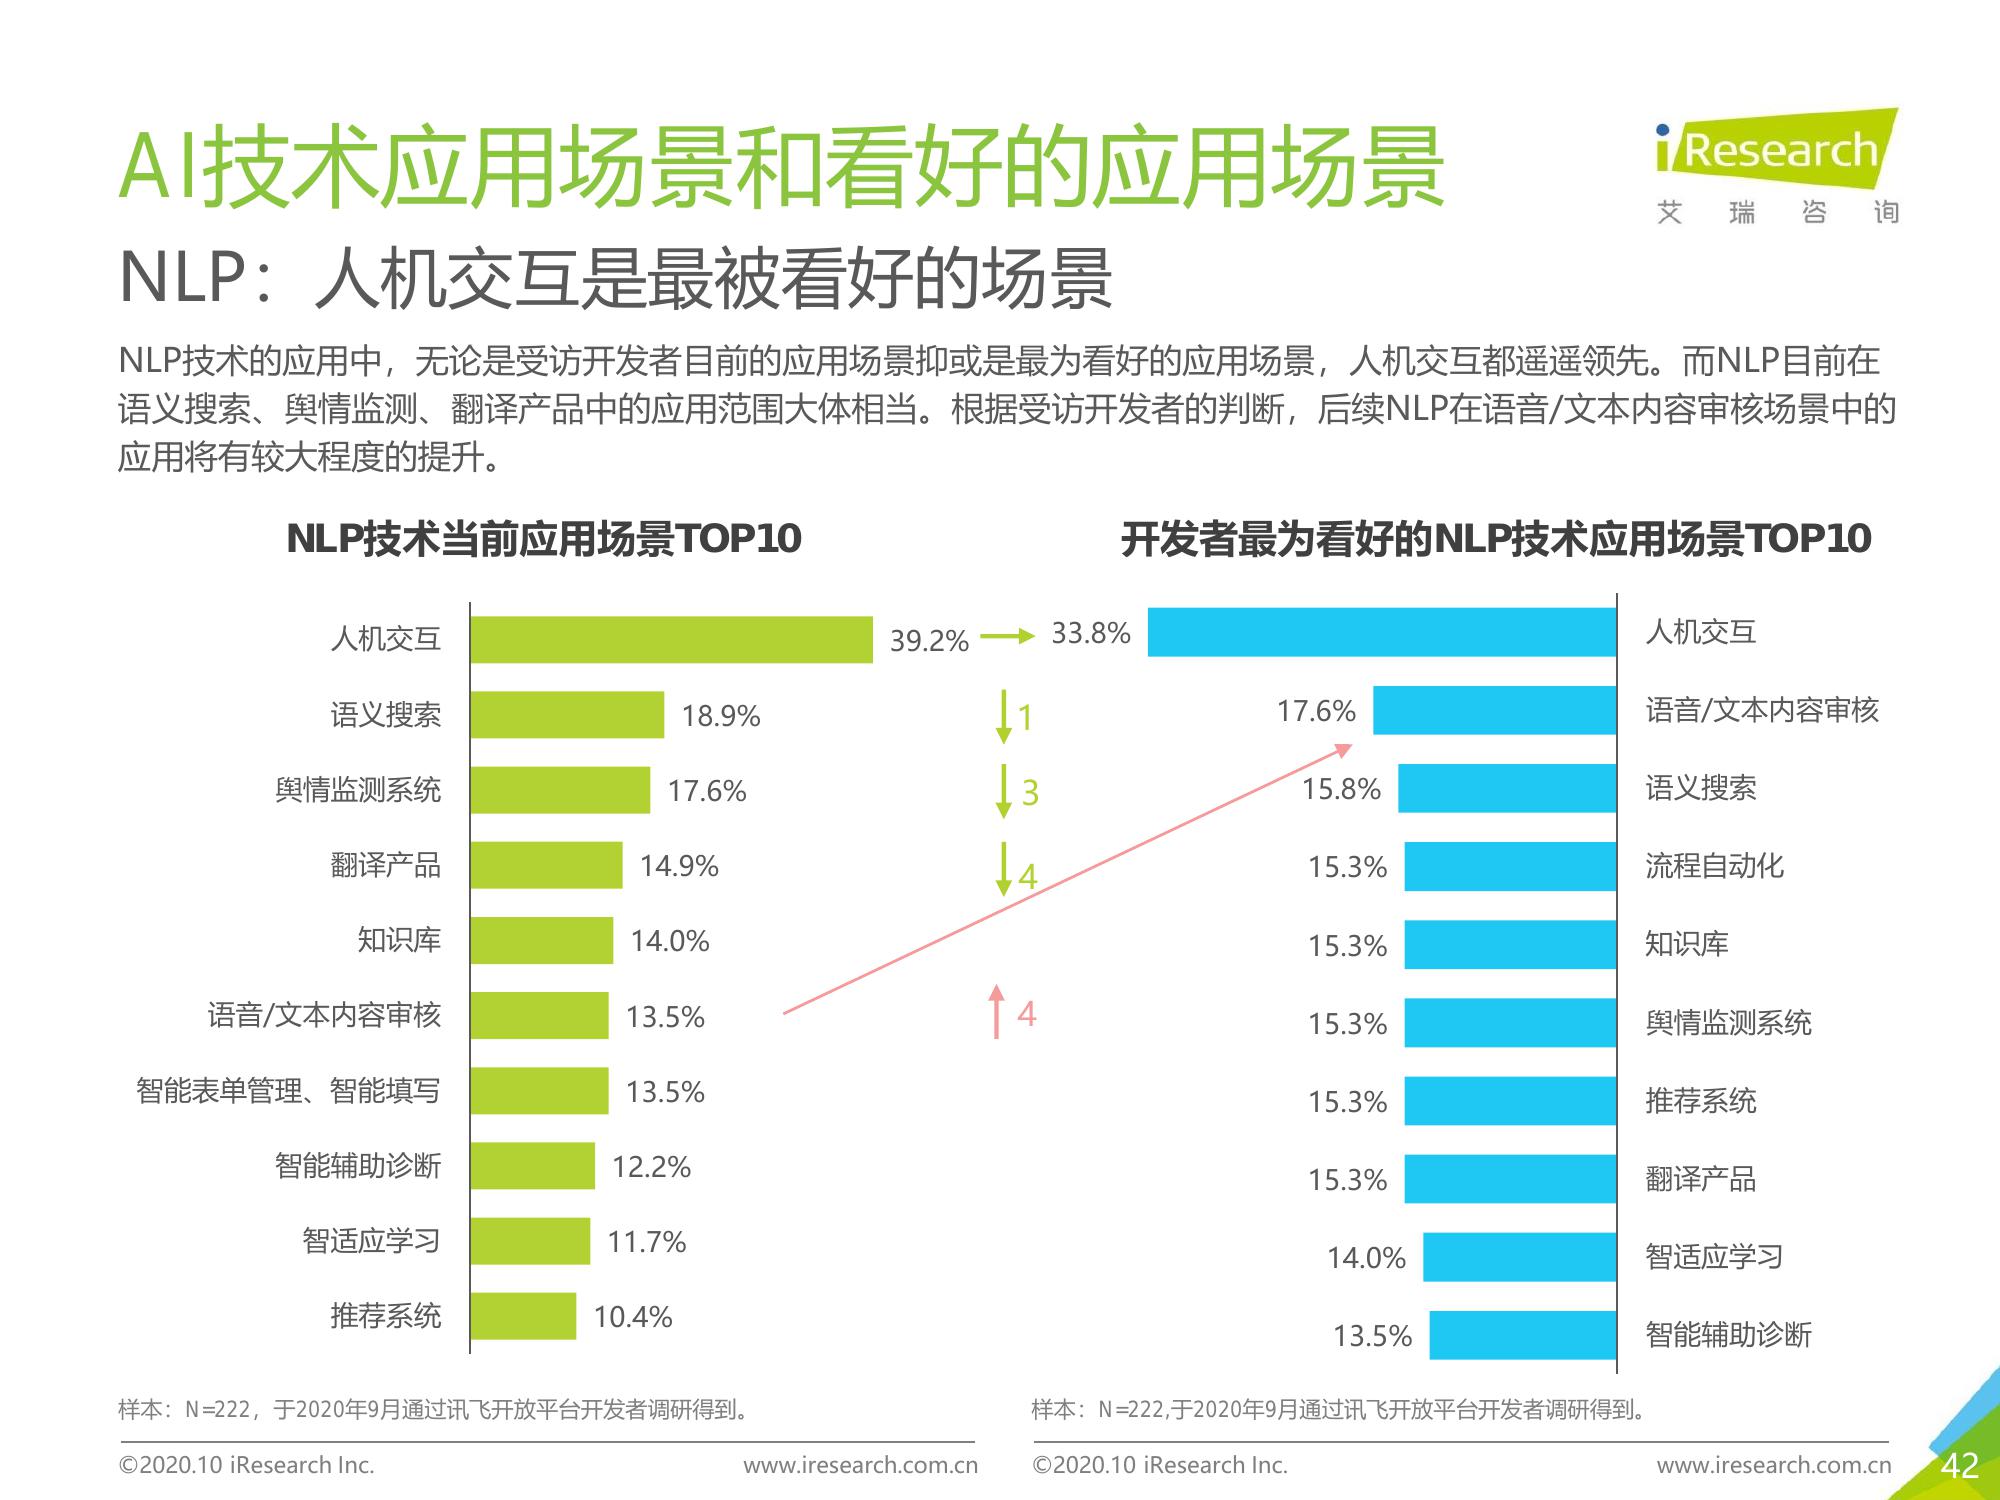 AI技术应用场景和看好的应用场景
iResearch
艾瑞咨询
NLP：人机交互是最被看好的场景
NLP技术的应用中，无论是受访开发者目前的应用场景抑或是最为看好的应用场景，人机交互都遥遥领先。而NLP目前在
语义搜索、舆情监测、翻译产品中的应用范围大体相当。根据受访开发者的判断，后续NLP在语音/文本内容审核场景中的
应用将有较大程度的提升。
NLP技术当前应用场景TOP10
人机交互 39.2%
语义搜索 18.9%
舆情监测系统 17.6%
翻译产品 14.9%
知识库 14.0%
语音/文本内容审核 13.5%
智能表单管理、智能填写 13.5%
智能辅助诊断 12.2%
智适应学习 11.7%
推荐系统 10.4%
1
3
4
4
开发者最为看好的NLP技术应用场景TOP10
33.8% 人机交互
17.6% 语音/文本内容审核
15.8% 语义搜索
15.3% 流程自动化
15.3% 知识库
15.3% 舆情监测系统
15.3% 推荐系统
15.3% 翻译产品
14.0% 智适应学习
13.5% 智能辅助诊断
样本：N=222，于2020年9月通过讯飞开放平台开发者调研得到。
样本：N=222,于2020年9月通过讯飞开放平台开发者调研得到。
©2020.10 iResearch Inc. www.iresearch.com.cn
©2020.10 iResearch Inc. www.iresearch.com.cn
42